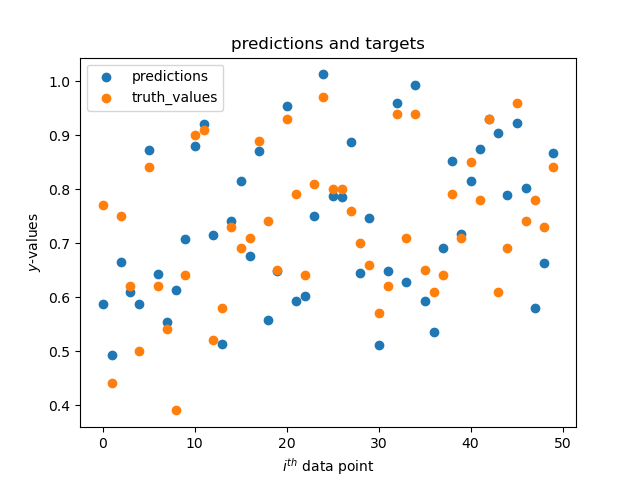 predictions and targets
predictions
truth_values
1.0
0.9
0.8
0.7
0.6
0.5
0.4
y-values
0 10 20 30 40 50
i^th data point